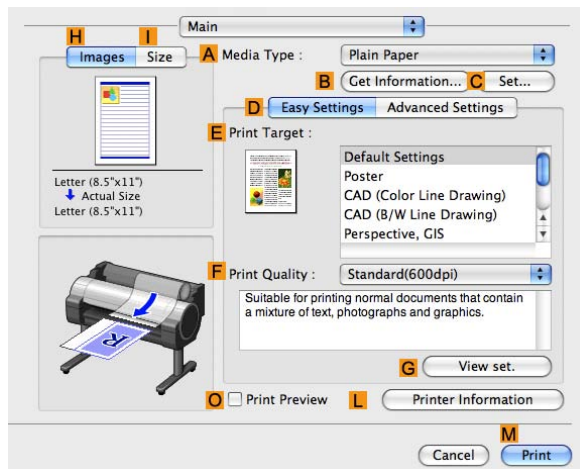 Main
H
I
Images
Size
A
Media Type :
Plain Paper
B
Get Information...
C
Set...
D
Easy Settings
Advanced Settings
E
Print Target :
Default Settings
Poster
CAD (Color Line Drawing)
CAD (B/W Line Drawing)
Perspective, GIS
Letter (8.5"x11")
Actual Size
Letter (8.5"x11")
R
F
Print Quality :
Standard(600dpi)
Suitable for printing normal documents that contain
a mixture of text, photographs and graphics.
G
View set.
O
Print Preview
L
Printer Information
M
Cancel
Print